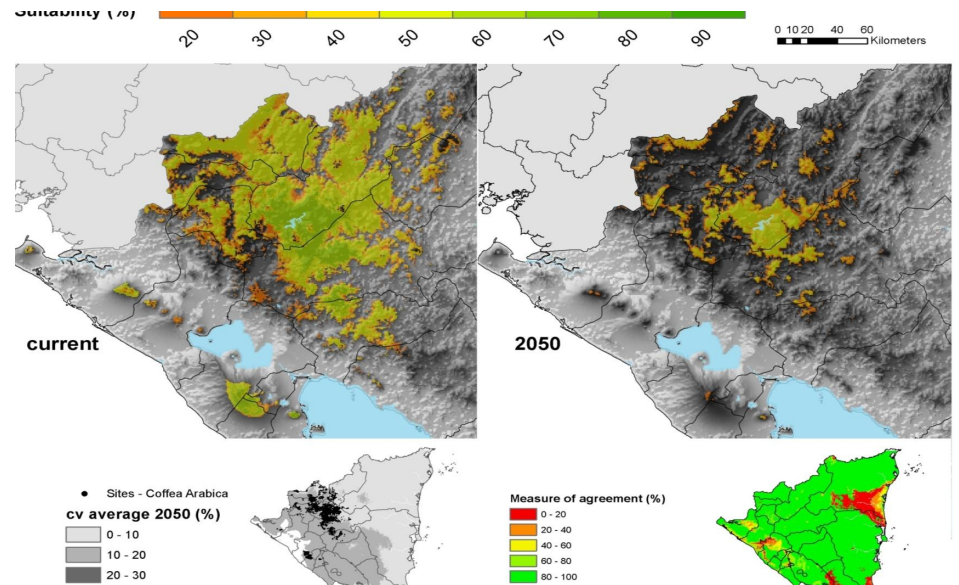 Suitability (%)
20 30 40 50 60 70 80 90
0 10 20 40 60
Kilometers
current
2050
Sites - Coffea Arabica
cv average 2050 (%)
0 - 10
10 - 20
20 - 30
Measure of agreement (%)
0 - 20
20 - 40
40 - 60
60 - 80
80 - 100